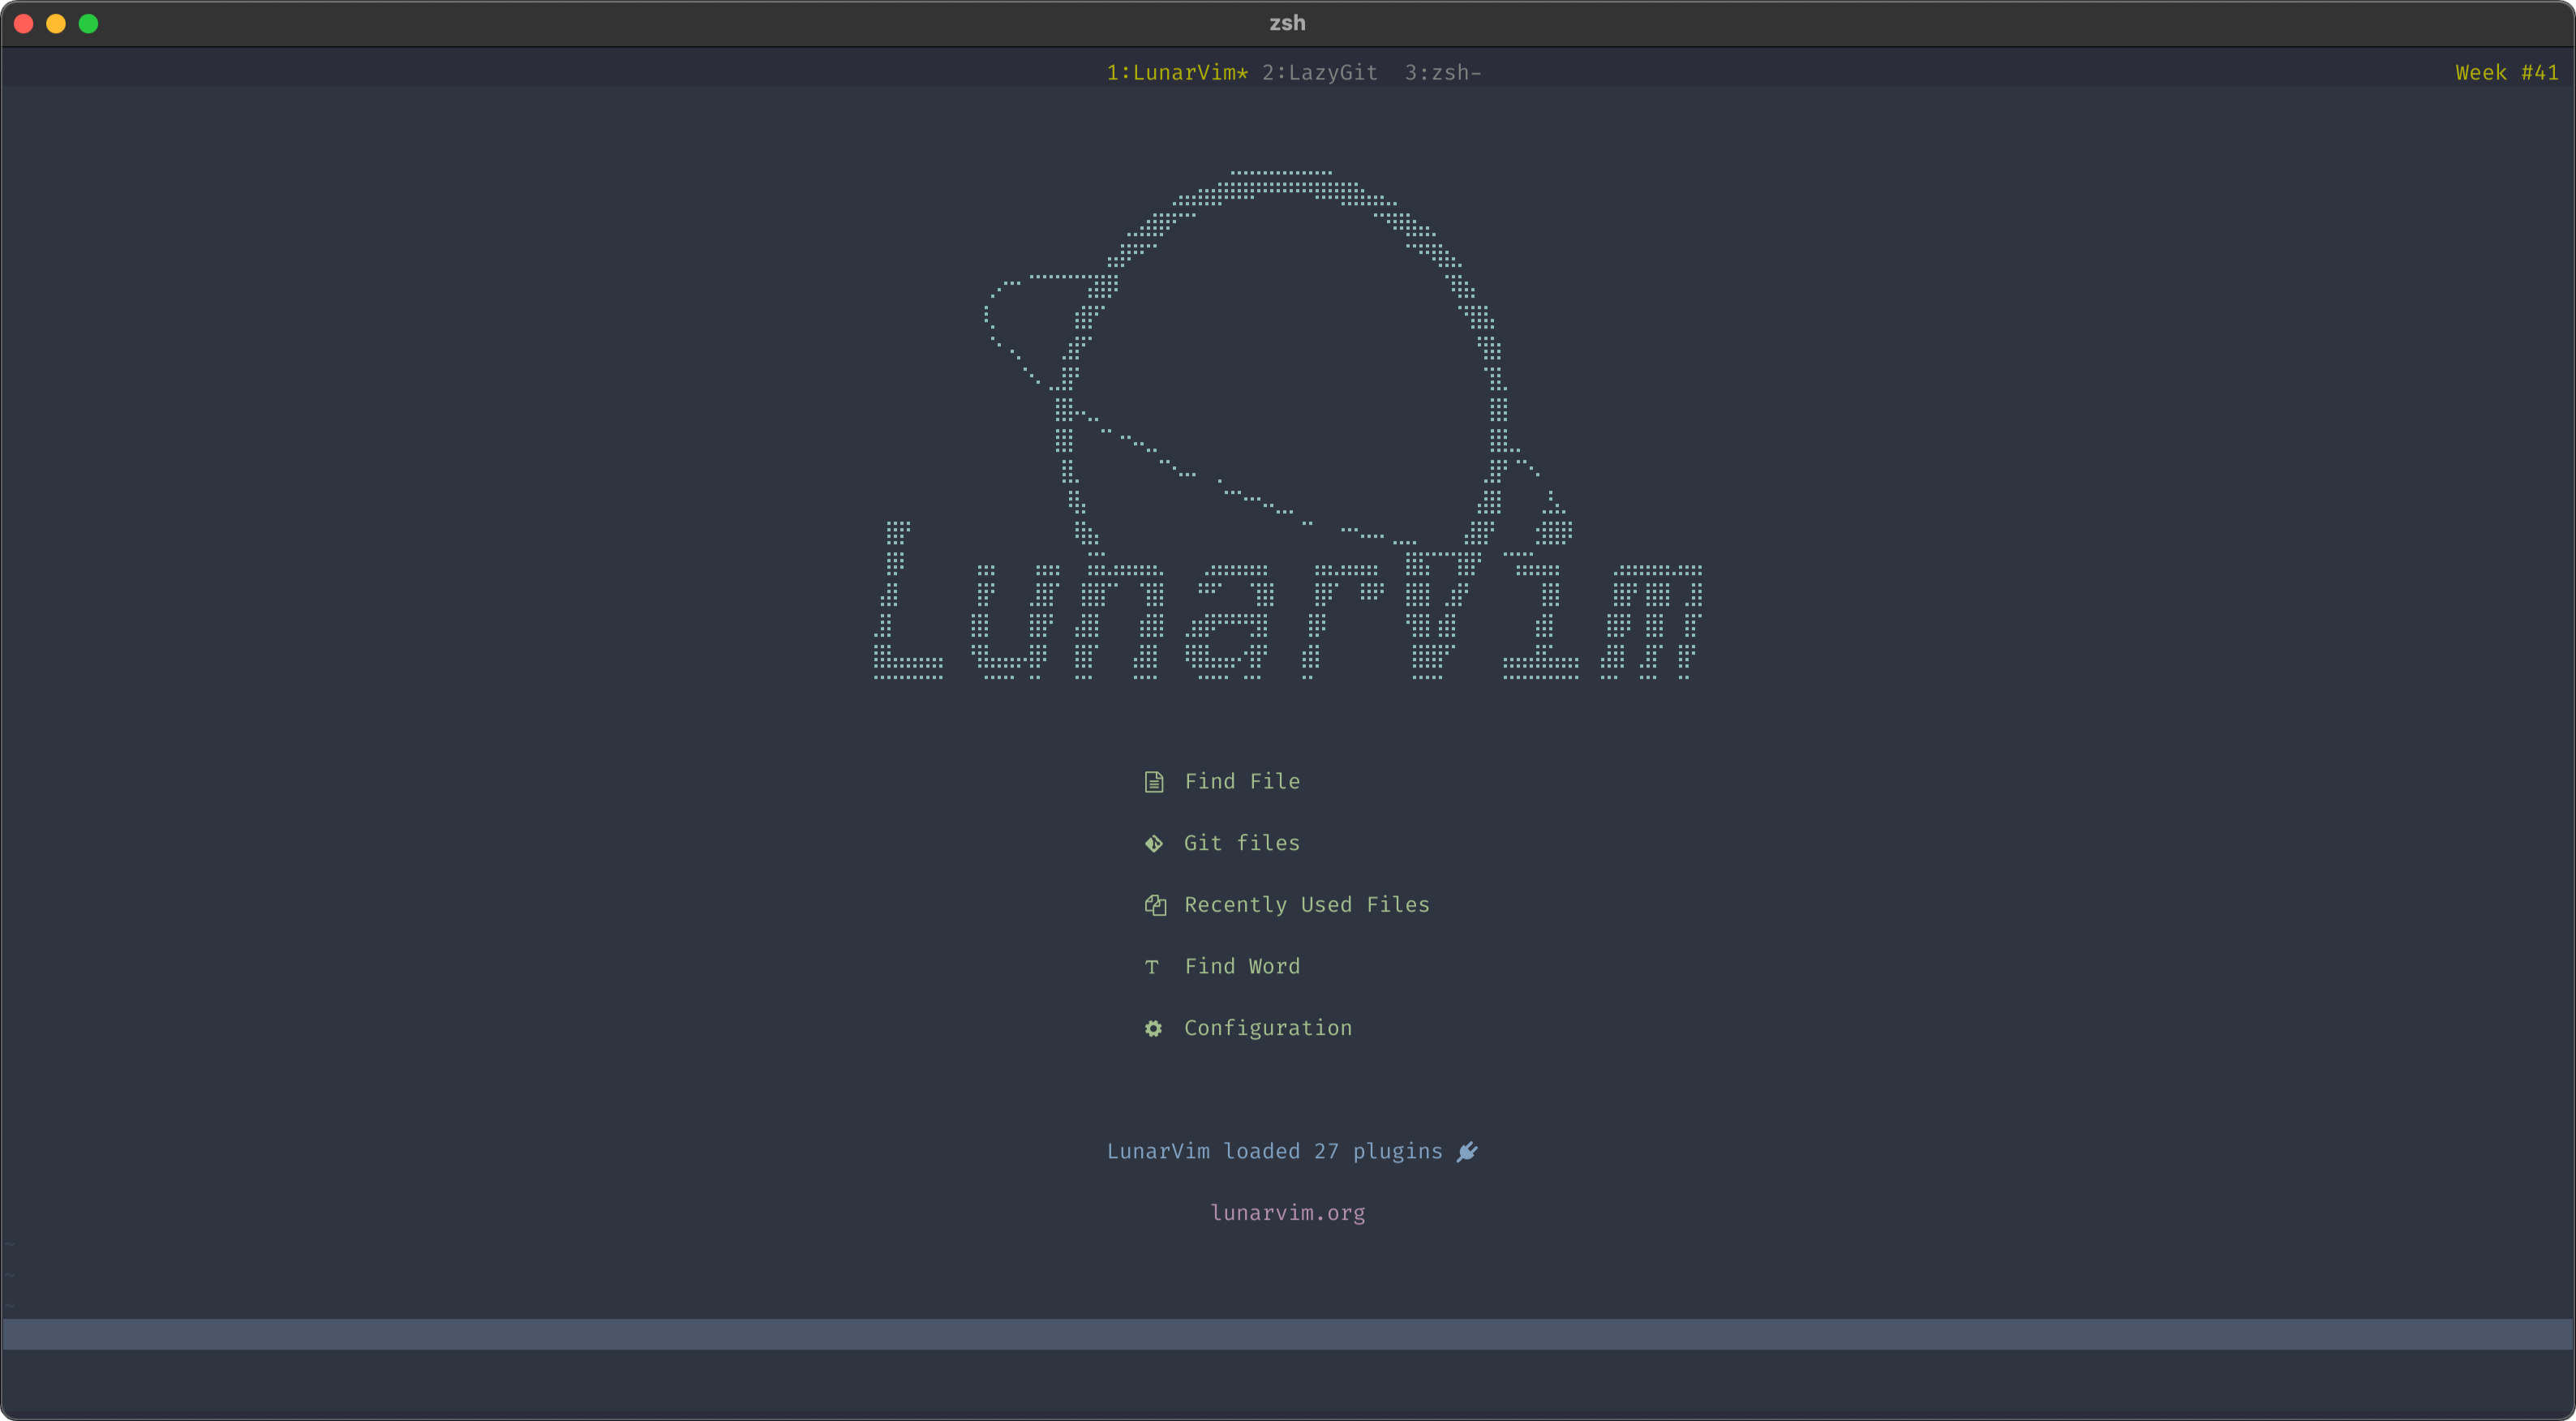 zsh
1:LunarVim* 2:LazyGit  3:zsh- Week #41
LunarVim
Find File
Git files
Recently Used Files
Find Word
Configuration
LunarVim loaded 27 plugins
lunarvim.org
~
~
~